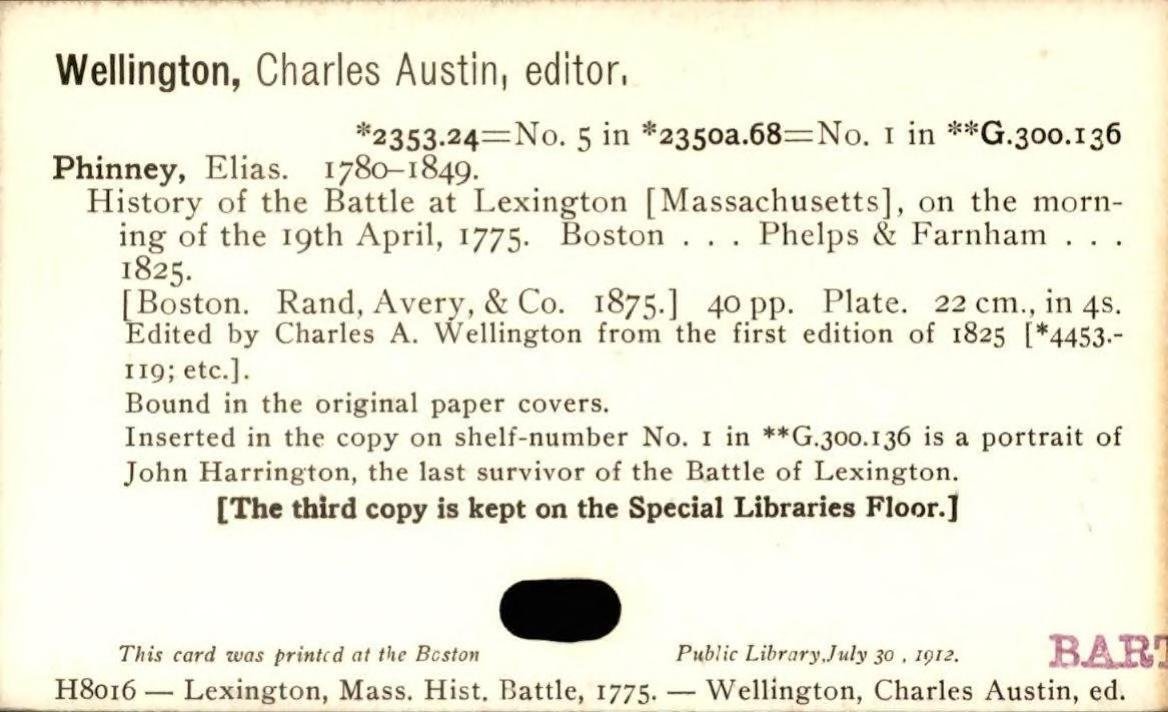 Wellington, Charles Austin, editor.
*2353.24=No. 5 in *2350a.68=No. 1 in **G.300.136
Phinney, Elias. 1780–1849.
History of the Battle at Lexington [Massachusetts], on the morn-
ing of the 19th April, 1775. Boston . . . Phelps & Farnham . . .
1825.
[Boston. Rand, Avery, & Co. 1875.] 40 pp. Plate. 22 cm., in 4s.
Edited by Charles A. Wellington from the first edition of 1825 [*4453.-
119; etc.].
Bound in the original paper covers.
Inserted in the copy on shelf-number No. 1 in **G.300.136 is a portrait of
John Harrington, the last survivor of the Battle of Lexington.
[The third copy is kept on the Special Libraries Floor.]
This card was printed at the Boston Public Library, July 30, 1912.
BART
H8016 — Lexington, Mass. Hist. Battle, 1775. — Wellington, Charles Austin, ed.